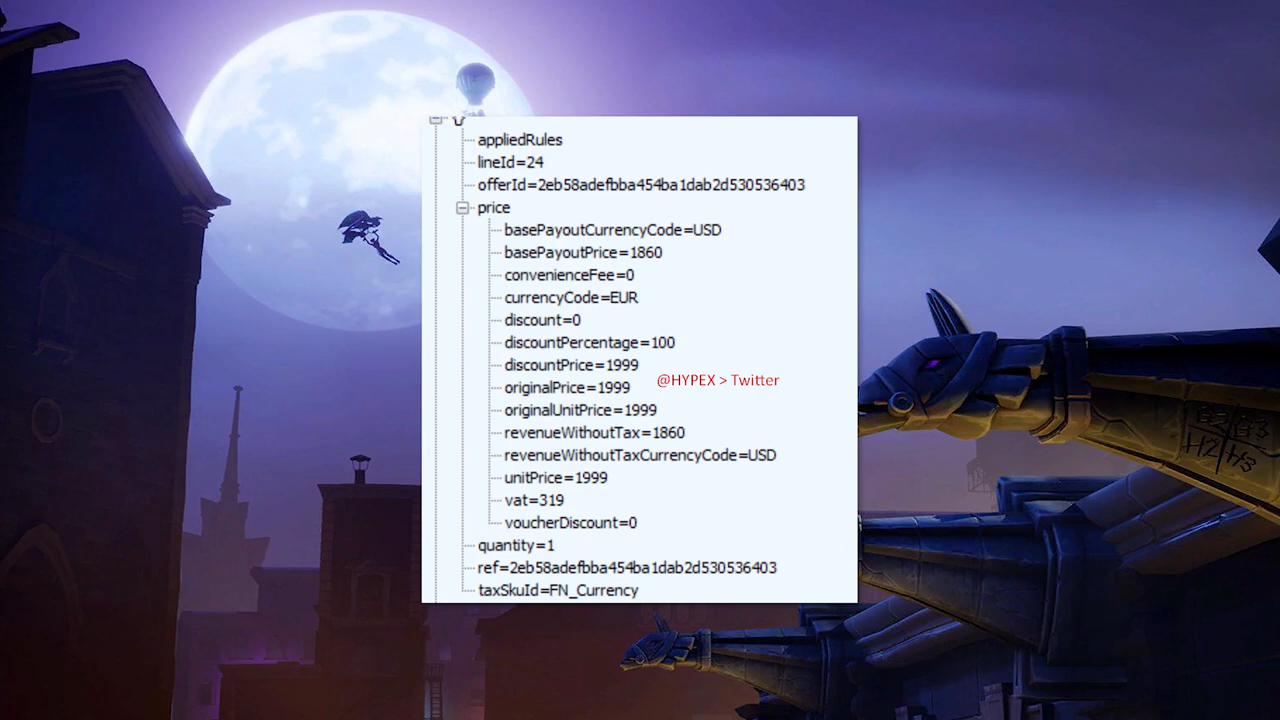 appliedRules
lineId=24
offerId=2eb58adefbba454ba1dab2d530536403
price
basePayoutCurrencyCode=USD
basePayoutPrice=1860
convenienceFee=0
currencyCode=EUR
discount=0
discountPercentage=100
discountPrice=1999
originalPrice=1999
@HYPEX > Twitter
originalUnitPrice=1999
revenueWithoutTax=1860
revenueWithoutTaxCurrencyCode=USD
unitPrice=1999
vat=319
voucherDiscount=0
quantity=1
ref=2eb58adefbba454ba1dab2d530536403
taxSkuId=FN_Currency
H2 H3